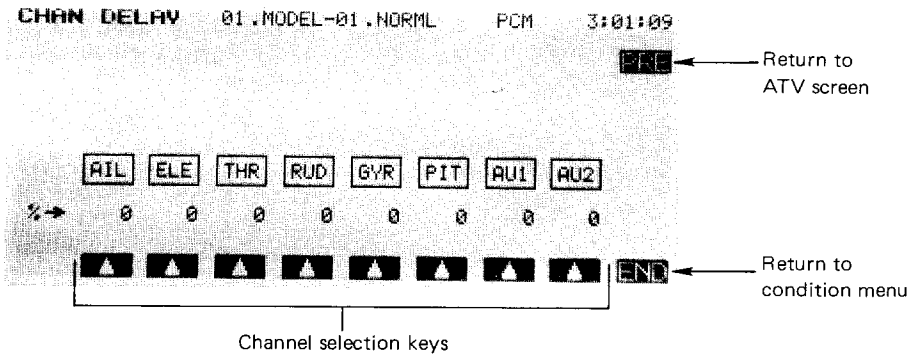 CHAN DELAY 01.MODEL-01.NORML PCM 3:01:09
PRE
Return to
ATV screen
AIL ELE THR RUD GYR PIT AU1 AU2
%→ 0 0 0 0 0 0 0 0
END
Return to
condition menu
Channel selection keys